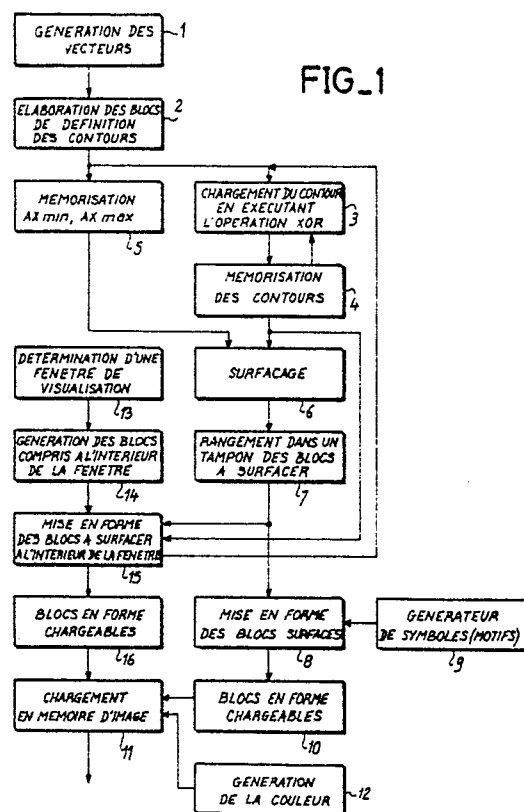 FIG_1
GENERATION DES
VECTEURS
1
ELABORATION DES BLOCS
DE DEFINITION
DES CONTOURS
2
MEMORISATION
AX min, AX max
5
CHARGEMENT DU CONTOUR
EN EXECUTANT
L'OPERATION XOR
3
MEMORISATION
DES CONTOURS
4
DETERMINATION D'UNE
FENETRE DE
VISUALISATION
13
SURFACAGE
6
GENERATION DES BLOCS
COMPRIS A L'INTERIEUR
DE LA FENETRE
14
RANGEMENT DANS UN
TAMPON DES BLOCS
A SURFACER
7
MISE EN FORME
DES BLOCS A SURFACER
A L'INTERIEUR DE LA FENETRE
15
BLOCS EN FORME
CHARGEABLES
16
MISE EN FORME
DES BLOCS SURFACES
8
GENERATEUR
DE SYMBOLES (MOTIFS)
9
CHARGEMENT
EN MEMOIRE D'IMAGE
11
BLOCS EN FORME
CHARGEABLES
10
GENERATION
DE LA COULEUR
12